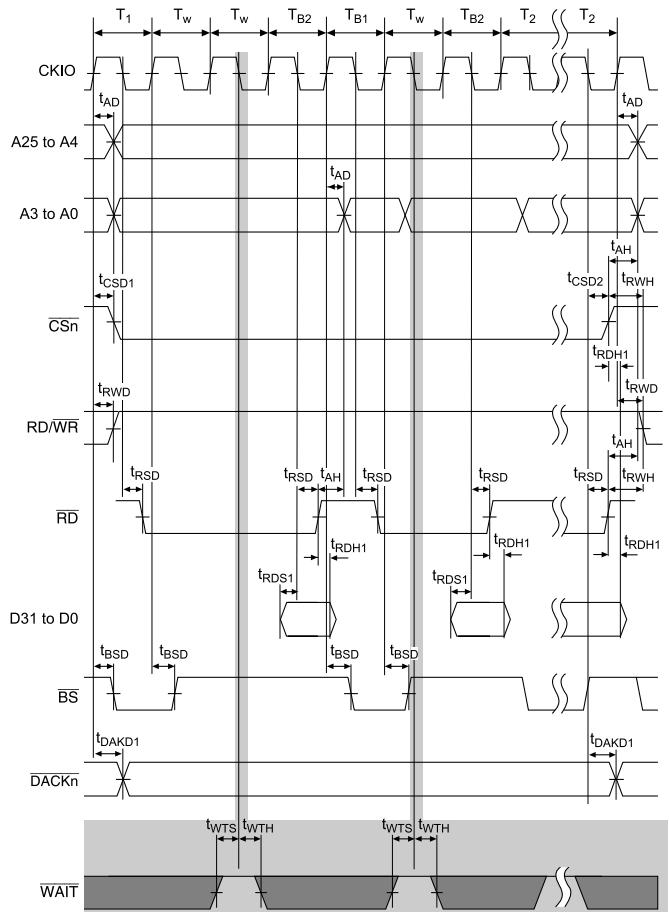 T1 Tw Tw TB2 TB1 Tw TB2 T2 T2
CKIO
tAD tAD
A25 to A4
tAD
A3 to A0
tAH
tCSD1 tCSD2 tRWH
CSn
tRDH1
tRWD tRWD
RD/WR
tAH
tRSD tRSD tAH tRSD tRSD tRSD tRWH
RD
tRDH1 tRDH1 tRDH1
tRDS1 tRDS1
D31 to D0
tBSD tBSD tBSD tBSD
BS
tDAKD1 tDAKD1
DACKn
tWTS tWTH tWTS tWTH
WAIT